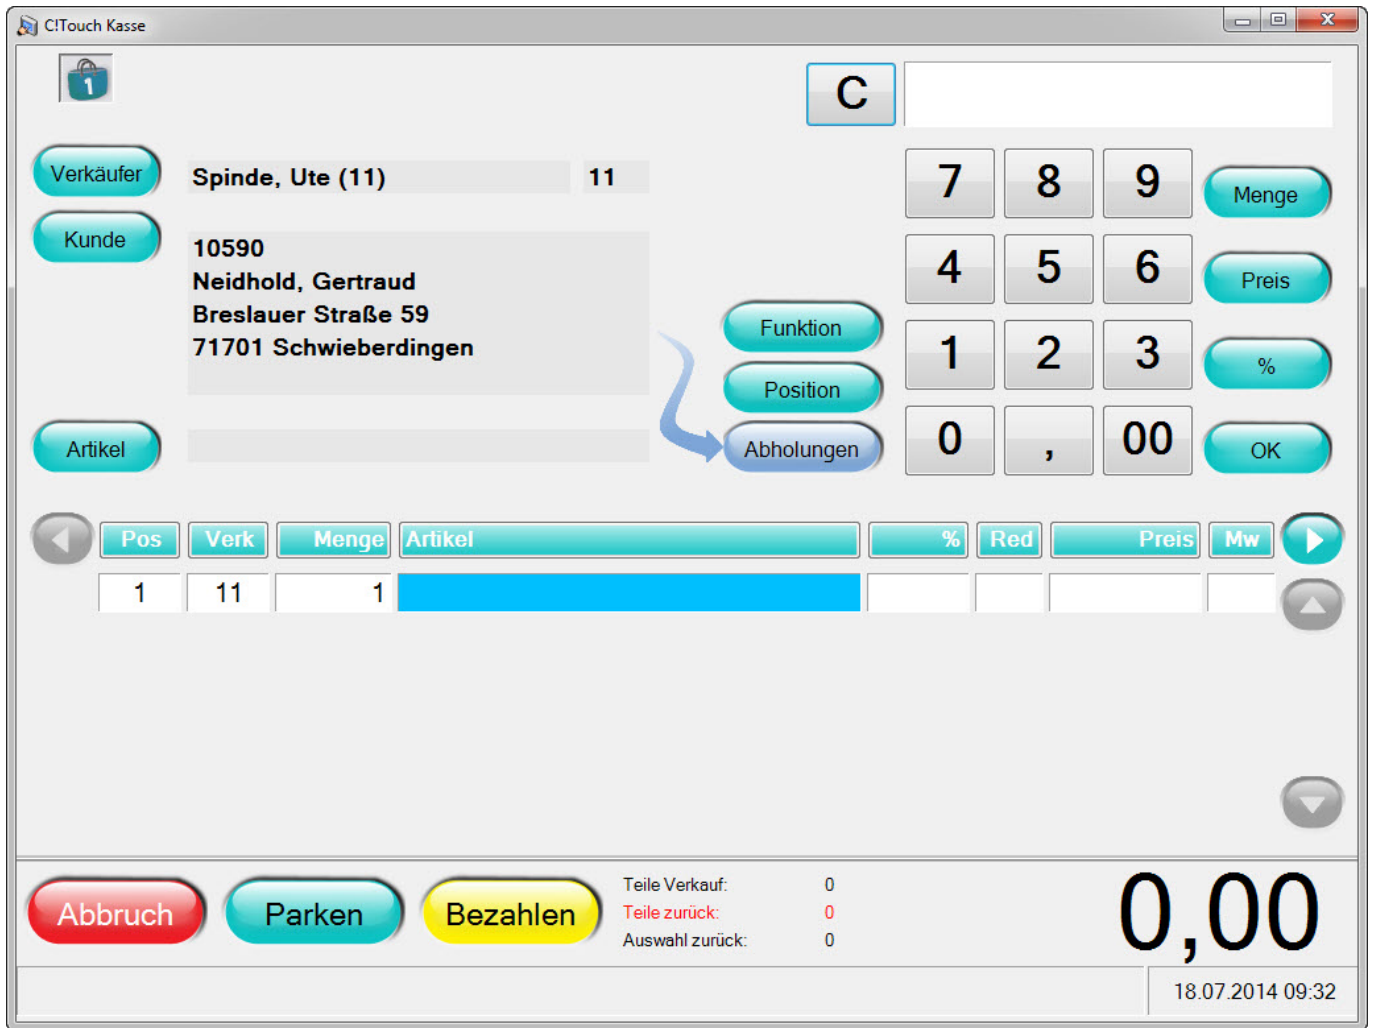 C!Touch Kasse
1
C
Verkäufer Spinde, Ute (11) 11
7 8 9 Menge
Kunde
10590
Neidhold, Gertraud
Breslauer Straße 59
71701 Schwieberdingen
4 5 6 Preis
Funktion
1 2 3 %
Position
Artikel
Abholungen
0 , 00 OK
Pos Verk Menge Artikel % Red Preis Mw
1 11 1
Abbruch Parken Bezahlen
Teile Verkauf: 0
Teile zurück: 0
Auswahl zurück: 0
0,00
18.07.2014 09:32